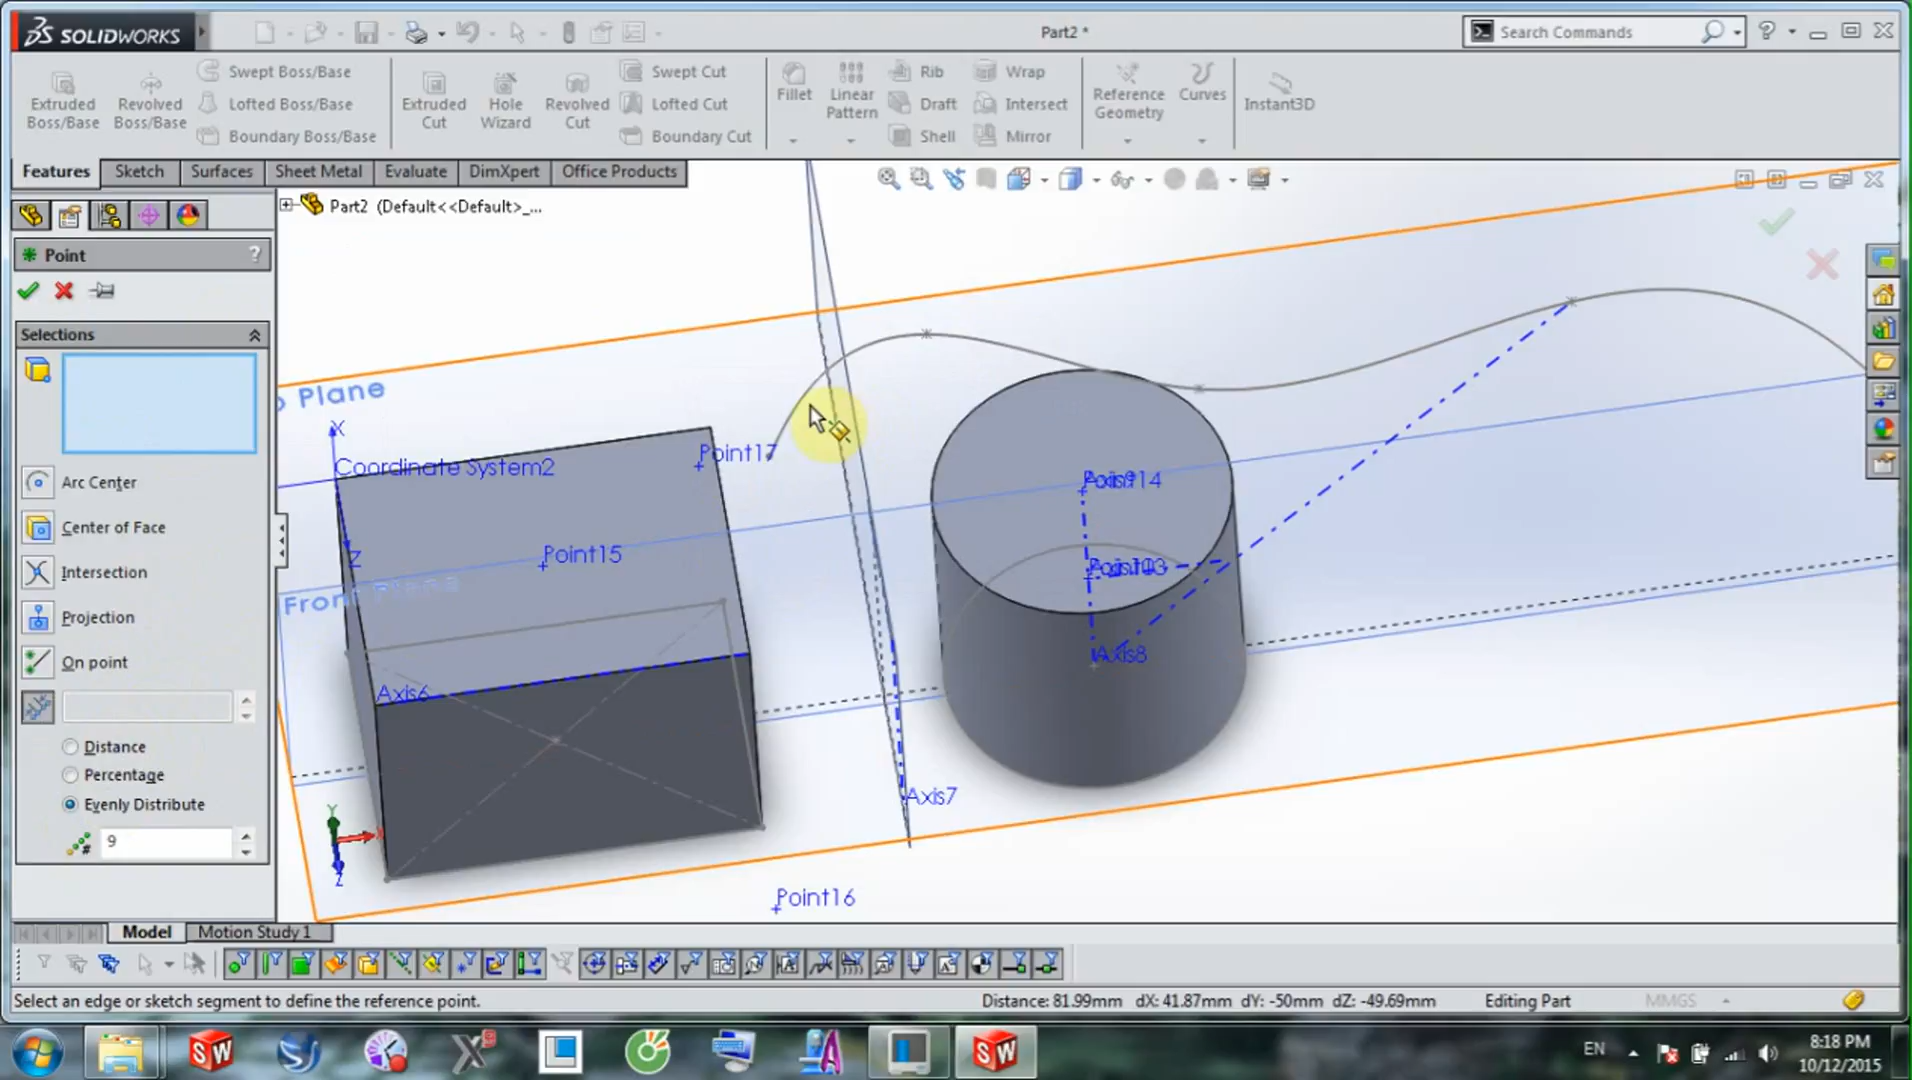 SOLIDWORKS
Part2 *
Search Commands
Extruded Boss/Base
Revolved Boss/Base
Swept Boss/Base
Lofted Boss/Base
Boundary Boss/Base
Extruded Cut
Hole Wizard
Revolved Cut
Swept Cut
Lofted Cut
Boundary Cut
Fillet
Linear Pattern
Rib
Draft
Shell
Wrap
Intersect
Mirror
Reference Geometry
Curves
Instant3D
Features
Sketch
Surfaces
Sheet Metal
Evaluate
DimXpert
Office Products
Part2 (Default<<Default>_...
Point
?
Selections
Arc Center
Center of Face
Intersection
Projection
On point
Distance
Percentage
Evenly Distribute
9
Plane
X
Coordinate System2
Point17
Z
Point15
Front Plane
Axis6
Axis8
Axis7
Point16
Y
Z
Model
Motion Study 1
Select an edge or sketch segment to define the reference point.
Distance: 81.99mm dX: 41.87mm dY: -50mm dZ: -49.69mm
Editing Part
MMGS
EN
8:18 PM
10/12/2015